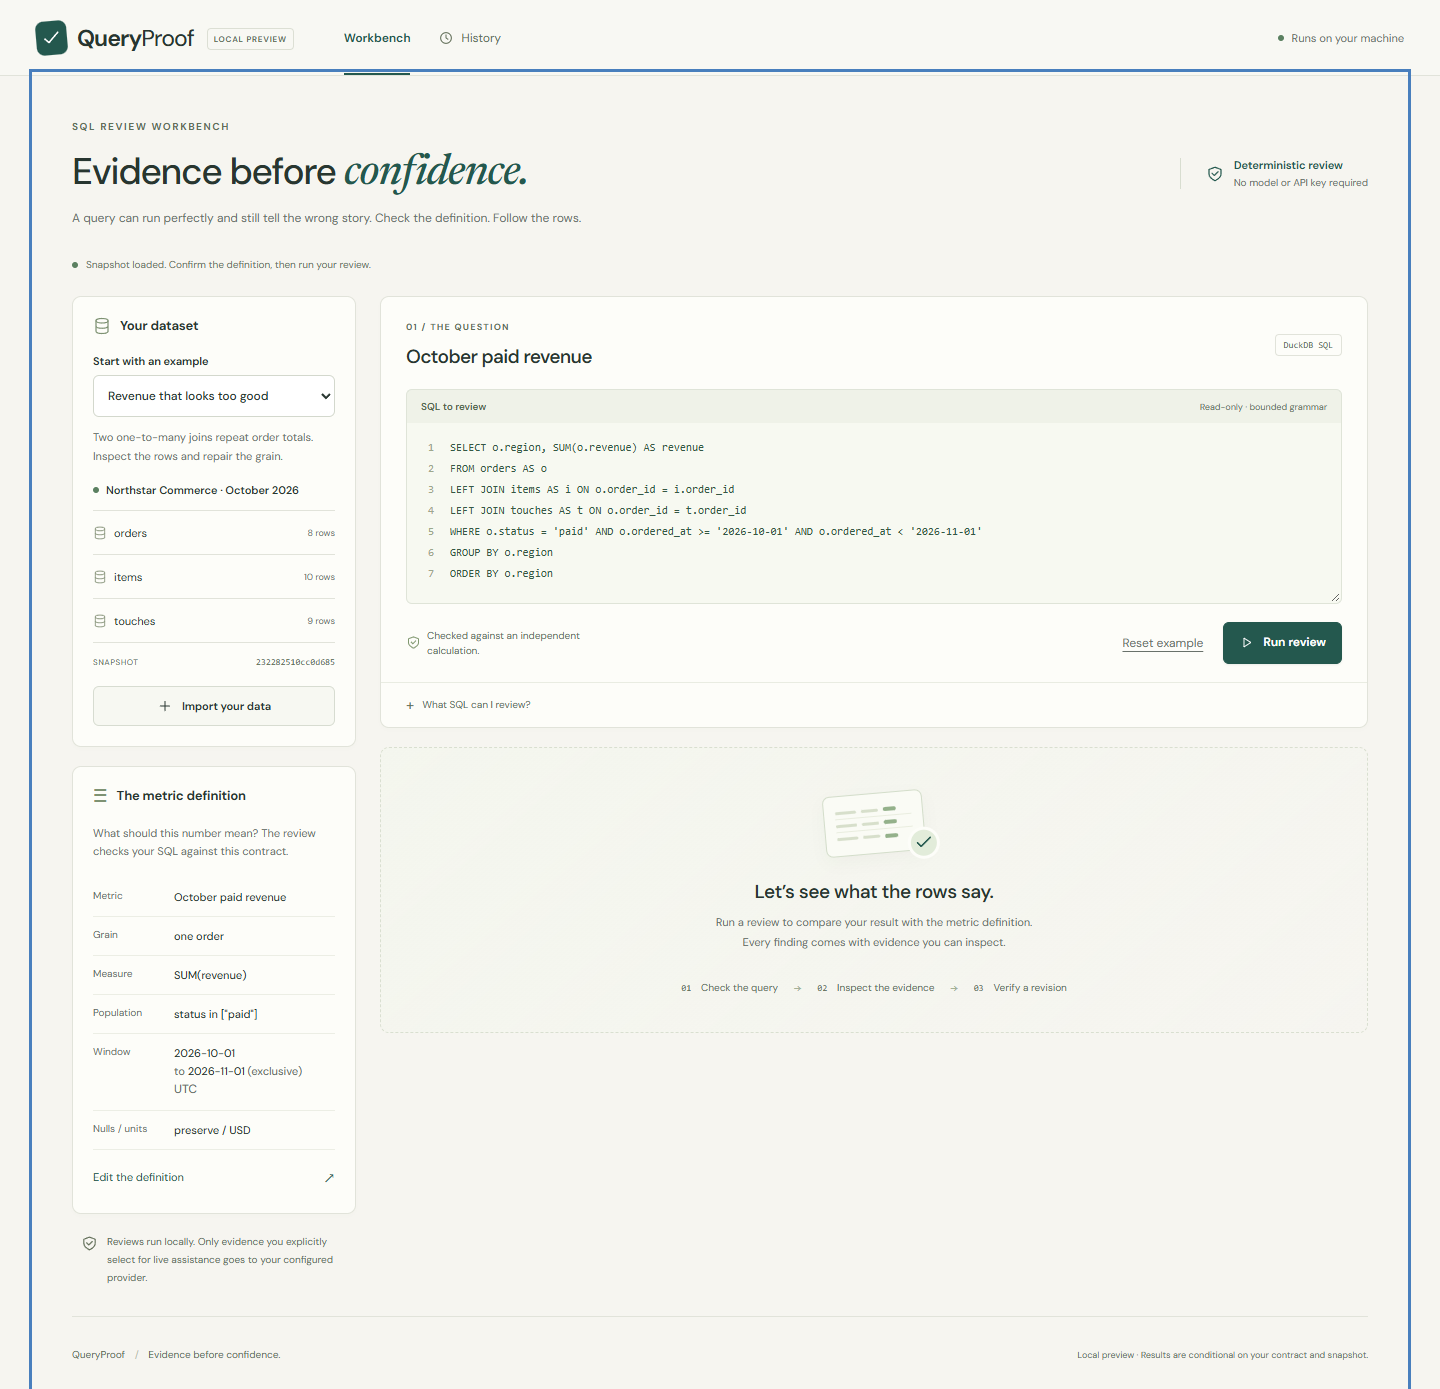 QueryProof LOCAL PREVIEW Workbench History Runs on your machine
SQL REVIEW WORKBENCH
Evidence before confidence.
Deterministic review
No model or API key required
A query can run perfectly and still tell the wrong story. Check the definition. Follow the rows.
Snapshot loaded. Confirm the definition, then run your review.
Your dataset
Start with an example
Revenue that looks too good
Two one-to-many joins repeat order totals.
Inspect the rows and repair the grain.
Northstar Commerce · October 2026
orders 8 rows
items 10 rows
touches 9 rows
SNAPSHOT 232282510cc0d685
Import your data
The metric definition
What should this number mean? The review
checks your SQL against this contract.
Metric October paid revenue
Grain one order
Measure SUM(revenue)
Population status in ["paid"]
Window 2026-10-01
to 2026-11-01 (exclusive)
UTC
Nulls / units preserve / USD
Edit the definition ↗
Reviews run locally. Only evidence you explicitly
select for live assistance goes to your configured
provider.
01 / THE QUESTION
October paid revenue
DuckDB SQL
SQL to review Read-only · bounded grammar
1 SELECT o.region, SUM(o.revenue) AS revenue
2 FROM orders AS o
3 LEFT JOIN items AS i ON o.order_id = i.order_id
4 LEFT JOIN touches AS t ON o.order_id = t.order_id
5 WHERE o.status = 'paid' AND o.ordered_at >= '2026-10-01' AND o.ordered_at < '2026-11-01'
6 GROUP BY o.region
7 ORDER BY o.region
Checked against an independent
calculation.
Reset example
Run review
+ What SQL can I review?
Let's see what the rows say.
Run a review to compare your result with the metric definition.
Every finding comes with evidence you can inspect.
01 Check the query → 02 Inspect the evidence → 03 Verify a revision
QueryProof / Evidence before confidence.
Local preview · Results are conditional on your contract and snapshot.